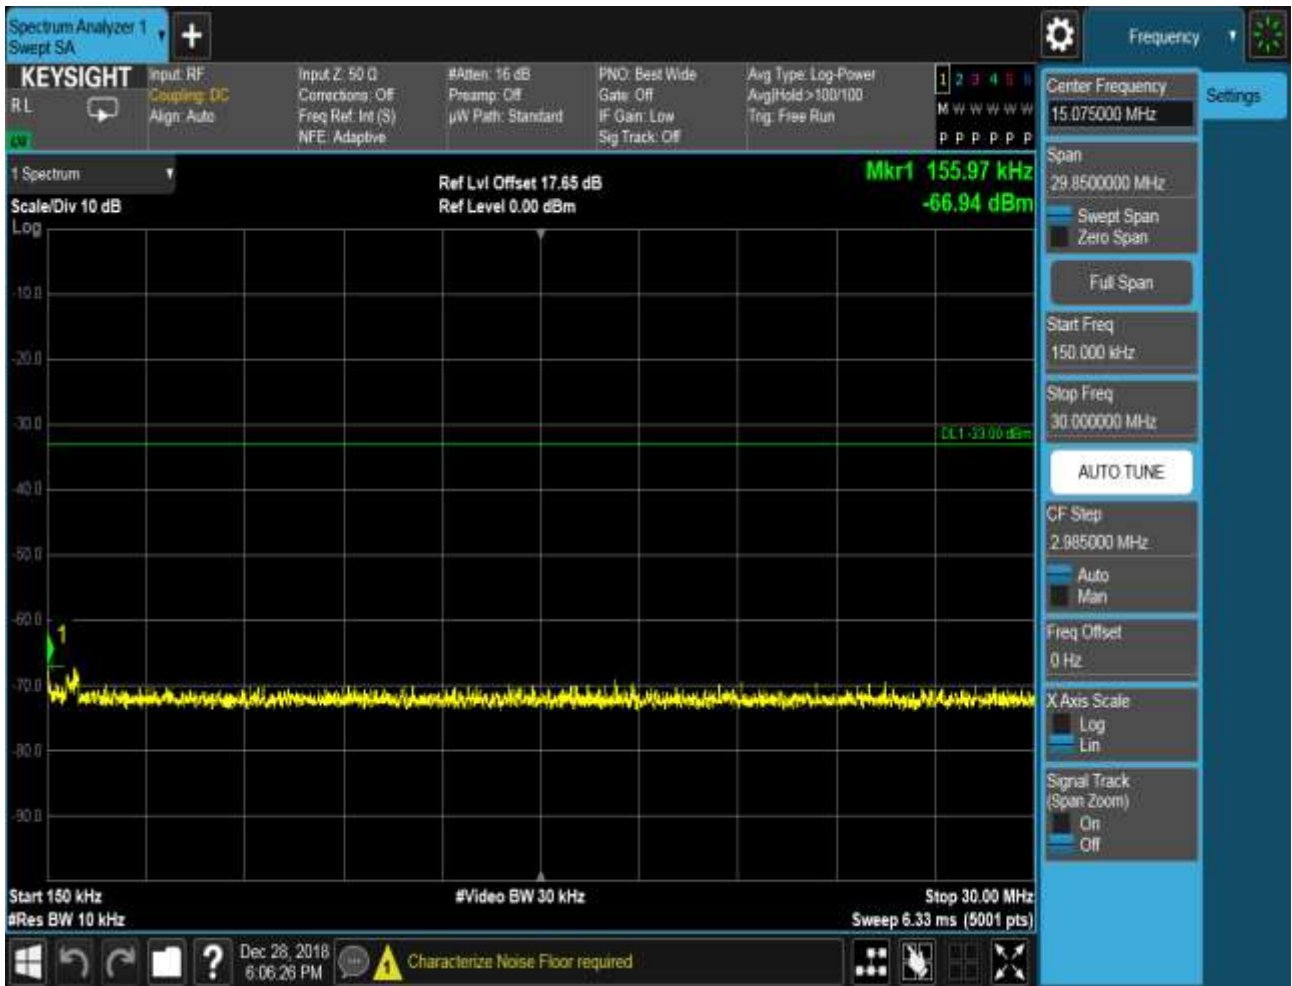 Spectrum Analyzer 1
Swept SA
Frequency
KEYSIGHT
RL
Input: RF
Coupling: DC
Align: Auto
Input Z: 50 Ω
Corrections: Off
Freq Ref: Int (S)
NFE: Adaptive
#Atten: 16 dB
Preamp: Off
µW Path: Standard
PNO: Best Wide
Gate: Off
IF Gain: Low
Sig Track: Off
Avg Type: Log-Power
Avg|Hold: >100/100
Trig: Free Run
1 2 3 4 5 6
M W W W W W
P P P P P P
1 Spectrum
Scale/Div 10 dB
Log
Ref Lvl Offset 17.65 dB
Ref Level 0.00 dBm
Mkr1 155.97 kHz
-66.94 dBm
-10.0
-20.0
-30.0
DL1 -33.00 dBm
-40.0
-50.0
-60.0
1
-70.0
-80.0
-90.0
Start 150 kHz
#Res BW 10 kHz
#Video BW 30 kHz
Stop 30.00 MHz
Sweep 6.33 ms (5001 pts)
Center Frequency
15.075000 MHz
Settings
Span
29.8500000 MHz
Swept Span
Zero Span
Full Span
Start Freq
150.000 kHz
Stop Freq
30.000000 MHz
AUTO TUNE
CF Step
2.985000 MHz
Auto
Man
Freq Offset
0 Hz
X Axis Scale
Log
Lin
Signal Track
(Span Zoom)
On
Off
?
Dec 28, 2018
6:06:26 PM
1
Characterize Noise Floor required